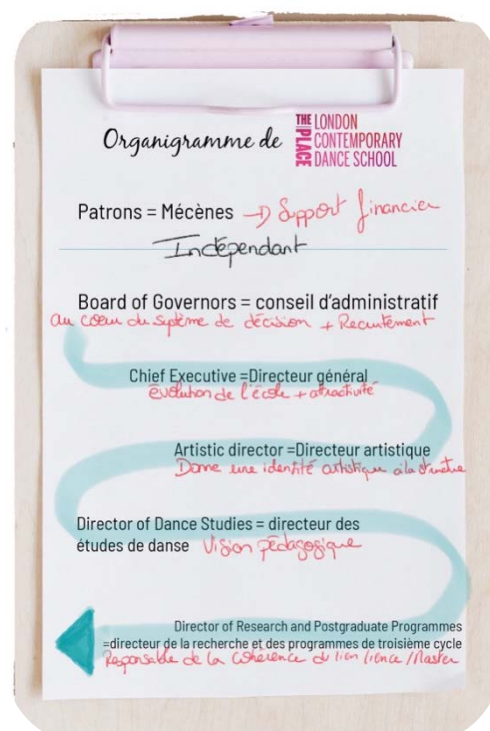 Organigramme de
THE PLACE
LONDON
CONTEMPORARY
DANCE SCHOOL
Patrons = Mécènes → Support financier
Indépendant
Board of Governors = conseil d'administratif
au coeur du système de décision + Recrutement
Chief Executive =Directeur général
évolution de l'école + attractivité
Artistic director =Directeur artistique
Donne une identité artistique à la structure
Director of Dance Studies = directeur des
études de danse Vision pédagogique
Director of Research and Postgraduate Programmes
=directeur de la recherche et des programmes de troisième cycle
Responsable de la cohérence du lien licence / Master